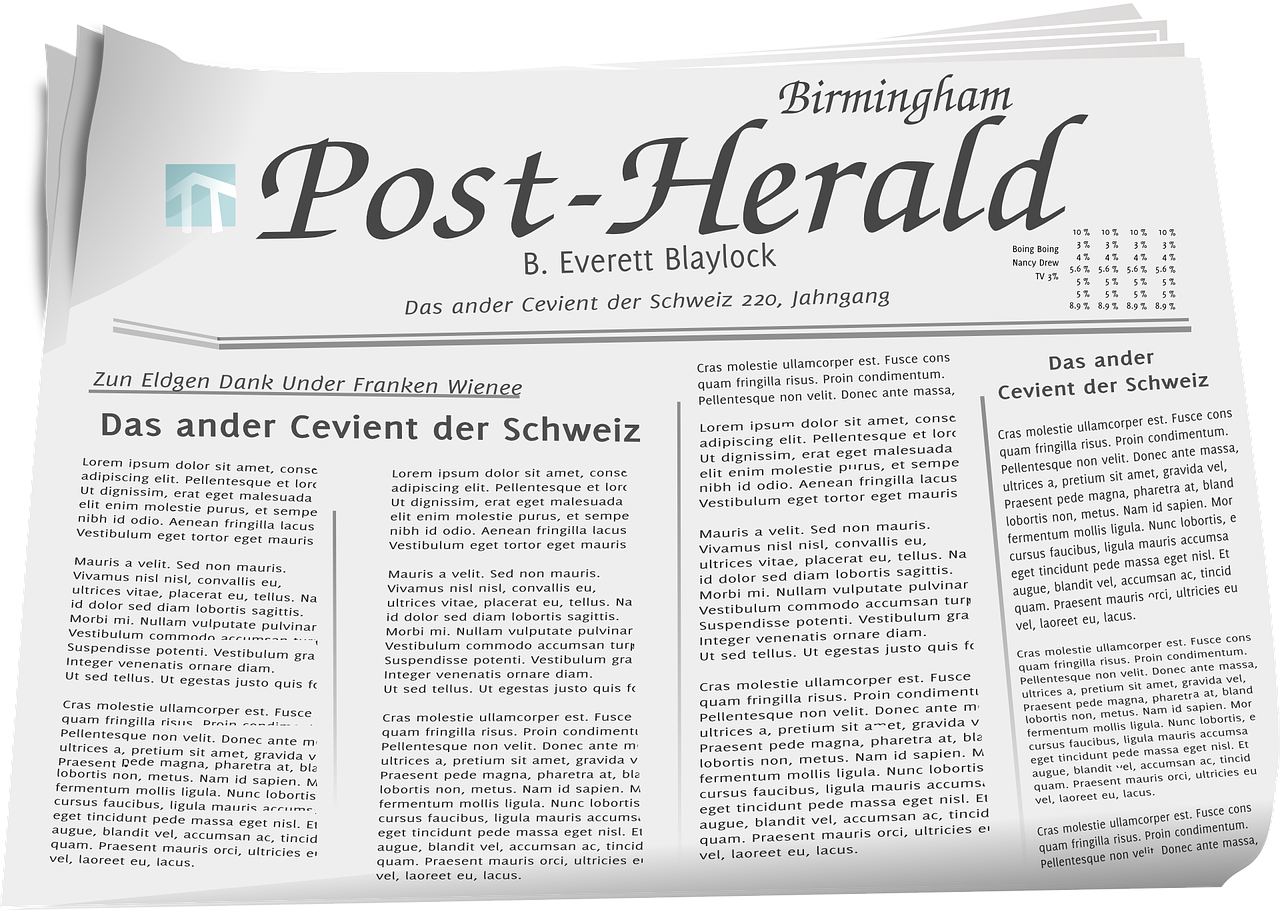 Birmingham
Post-Herald
B. Everett Blaylock
Das ander Cevient der Schweiz 220, Jahngang
10 % 10 % 10 % 10 %
3 % 3 % 3 % 3 %
Boing Boing
4 % 4 % 4 % 4 %
Nancy Drew
5.6 % 5.6 % 5.6 % 5.6 %
TV 3%
5 % 5 % 5 % 5 %
5 % 5 % 5 % 5 %
8.9 % 8.9 % 8.9 % 8.9 %
Zun Eldgen Dank Under Franken Wienee
Das ander Cevient der Schweiz
Lorem ipsum dolor sit amet, conse
adipiscing elit. Pellentesque et lorc
Ut dignissim, erat eget malesuada
elit enim molestie purus, et sempe
nibh id odio. Aenean fringilla lacus
Vestibulum eget tortor eget mauris
Mauris a velit. Sed non mauris.
Vivamus nisl nisl, convallis eu,
ultrices vitae, placerat eu, tellus. Na
id dolor sed diam lobortis sagittis.
Morbi mi. Nullam vulputate pulvinar
Vestibulum commodo accumsan
Suspendisse potenti. Vestibulum gra
Integer venenatis ornare diam.
Ut sed tellus. Ut egestas justo quis
Cras molestie ullamcorper est. Fusce
quam fringilla risus. Proin
Pellentesque non velit. Donec ante
ultrices a, pretium sit amet, gravida v
Praesent pede magna, pharetra at, bla
lobortis non, metus. Nam id sapien. M
fermentum mollis ligula. Nunc lobortis
cursus faucibus, ligula mauris
eget tincidunt pede massa eget nisl. Et
augue, blandit vel, accumsan ac, tincid
quam. Praesent mauris orci, ultricies
vel, laoreet eu, lacus.
Lorem ipsum dolor sit amet, conse
adipiscing elit. Pellentesque et lorc
Ut dignissim, erat eget malesuada
elit enim molestie purus, et sempe
nibh id odio. Aenean fringilla lacus
Vestibulum eget tortor eget mauris
Mauris a velit. Sed non mauris.
Vivamus nisl nisl, convallis eu,
ultrices vitae, placerat eu, tellus. Na
id dolor sed diam lobortis sagittis.
Morbi mi. Nullam vulputate pulvinar
Vestibulum commodo accumsan
Suspendisse potenti. Vestibulum gra
Integer venenatis ornare diam.
Ut sed tellus. Ut egestas justo quis
Cras molestie ullamcorper est. Fusce
quam fringilla risus. Proin condiment
Pellentesque non velit. Donec ante
ultrices a, pretium sit amet, gravida v
Praesent pede magna, pharetra at, bla
lobortis non, metus. Nam id sapien. M
fermentum mollis ligula. Nunc lobortis
cursus faucibus, ligula mauris accums
eget tincidunt pede massa eget nisl. Et
augue, blandit vel, accumsan ac, tincid
quam. Praesent mauris orci, ultricies
vel, laoreet eu, lacus.
Cras molestie ullamcorper est. Fusce cons
quam fringilla risus. Proin condimentum.
Pellentesque non velit. Donec ante massa,
Lorem ipsum dolor sit amet, conse
adipiscing elit. Pellentesque et lorc
Ut dignissim, erat eget malesuada
elit enim molestie purus, et sempe
nibh id odio. Aenean fringilla lacus
Vestibulum eget tortor eget mauris
Mauris a velit. Sed non mauris.
Vivamus nisl nisl, convallis eu,
ultrices vitae, placerat eu, tellus. Na
id dolor sed diam lobortis sagittis.
Morbi mi. Nullam vulputate pulvinar
Vestibulum commodo accumsan
Suspendisse potenti. Vestibulum gra
Integer venenatis ornare diam.
Ut sed tellus. Ut egestas justo quis
Cras molestie ullamcorper est. Fusce
quam fringilla risus. Proin condiment
Pellentesque non velit. Donec ante
ultrices a, pretium sit amet, gravida v
Praesent pede magna, pharetra at, bla
lobortis non, metus. Nam id sapien. M
fermentum mollis ligula. Nunc lobortis
cursus faucibus, ligula mauris accums
eget tincidunt pede massa eget nisl. Et
augue, blandit vel, accumsan ac, tincid
quam. Praesent mauris orci, ultricies
vel, laoreet eu, lacus.
Das ander
Cevient der Schweiz
Cras molestie ullamcorper est. Fusce cons
quam fringilla risus. Proin condimentum.
Pellentesque non velit. Donec ante massa,
ultrices a, pretium sit amet, gravida vel,
Praesent pede magna, pharetra at, bland
lobortis non, metus. Nam id sapien. Mor
fermentum mollis ligula. Nunc lobortis, e
cursus faucibus, ligula mauris accumsa
eget tincidunt pede massa eget nisl. Et
augue, blandit vel, accumsan ac, tincid
quam. Praesent mauris orci, ultricies eu
vel, laoreet eu, lacus.
Cras molestie ullamcorper est. Fusce cons
quam fringilla risus. Proin condimentum.
Pellentesque non velit. Donec ante massa,
ultrices a, pretium sit amet, gravida vel,
Praesent pede magna, pharetra at, bland
lobortis non, metus. Nam id sapien. Mor
fermentum mollis ligula. Nunc lobortis, e
cursus faucibus, ligula mauris accumsa
eget tincidunt pede massa eget nisl. Et
augue, blandit vel, accumsan ac, tincid
quam. Praesent mauris orci, ultricies eu
vel, laoreet eu, lacus.
Cras molestie ullamcorper est. Fusce cons
quam fringilla risus. Proin condimentum.
Pellentesque non velit. Donec ante massa,